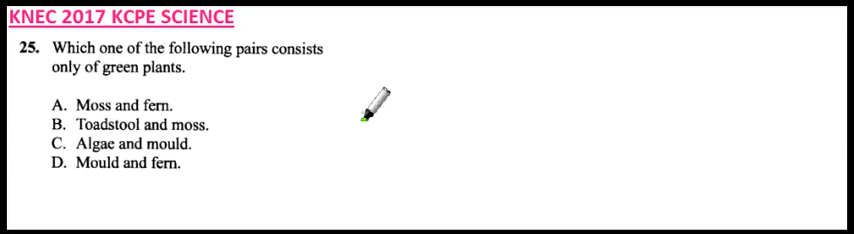 KNEC 2017 KCPE SCIENCE
25. Which one of the following pairs consists
only of green plants.
A. Moss and fern.
B. Toadstool and moss.
C. Algae and mould.
D. Mould and fern.